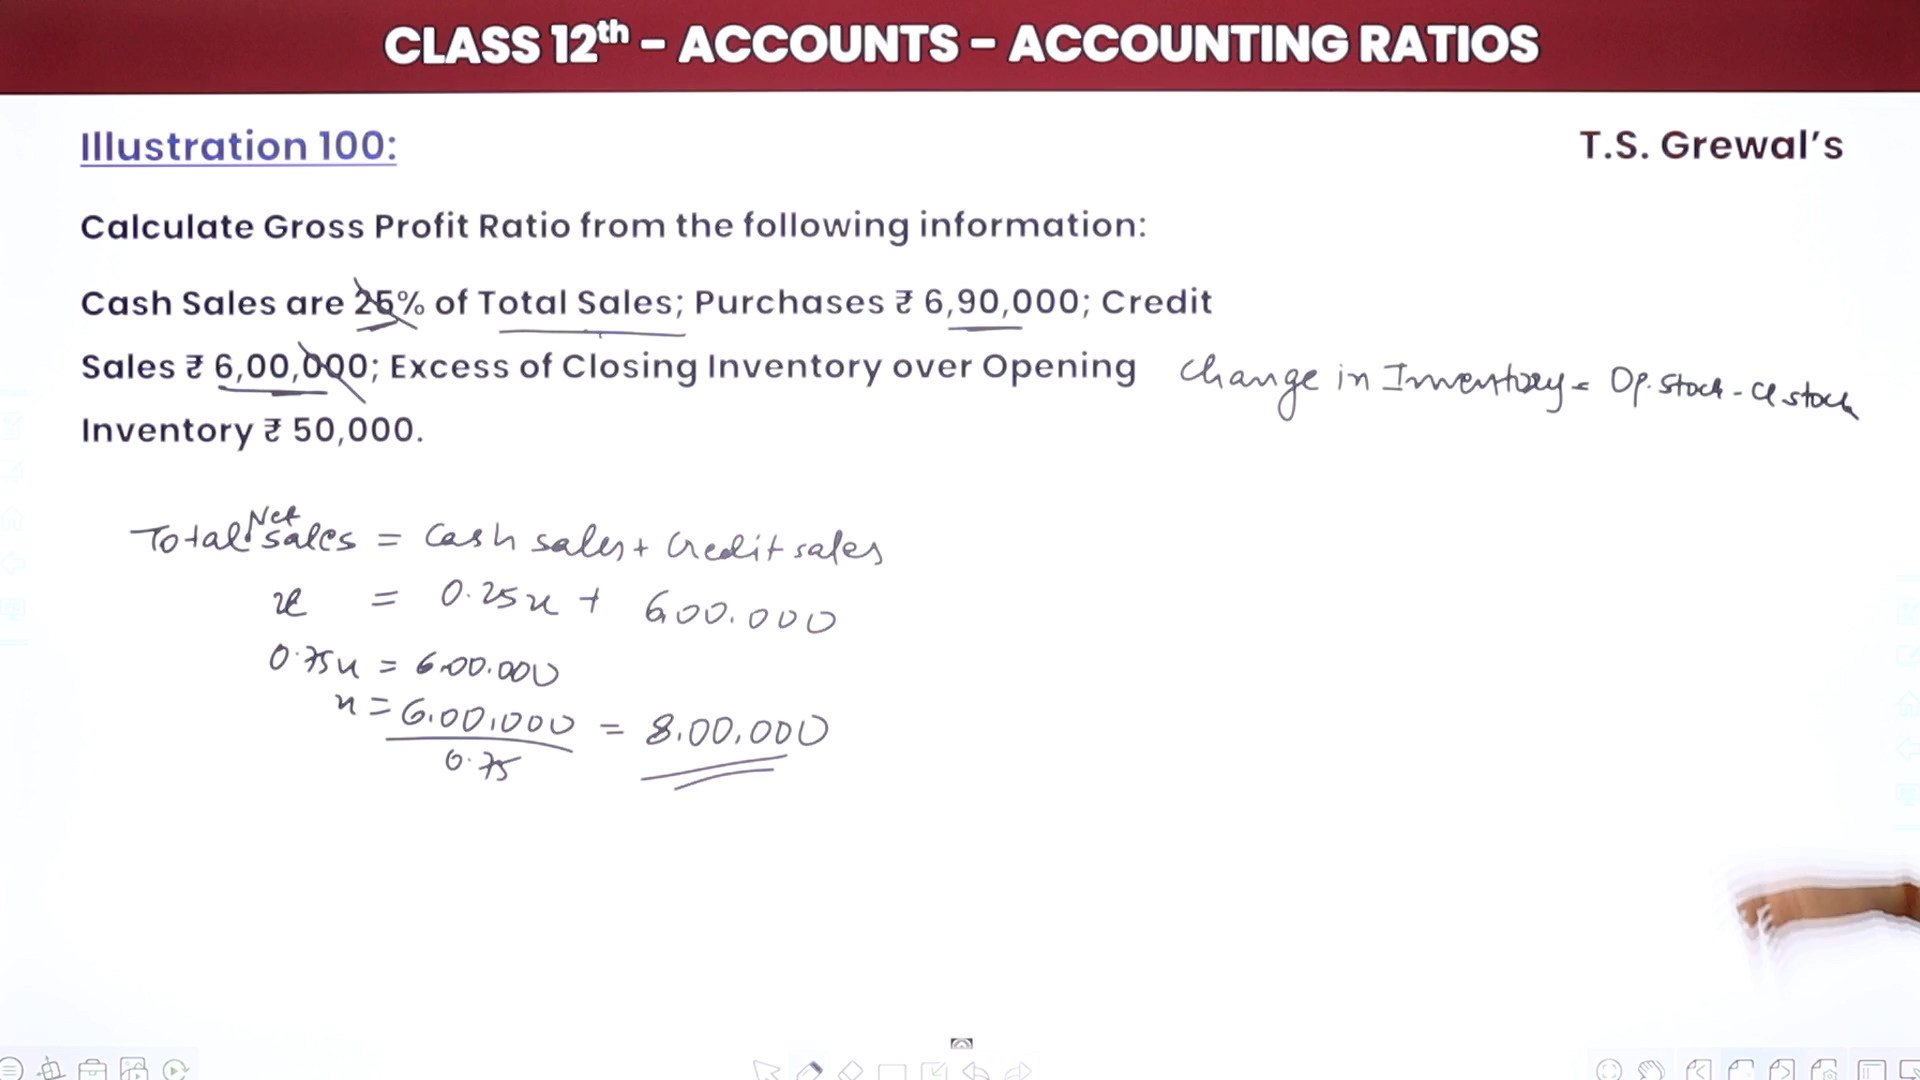 CLASS 12th – ACCOUNTS – ACCOUNTING RATIOS
Illustration 100:
T.S. Grewal's
Calculate Gross Profit Ratio from the following information:
Cash Sales are 25% of Total Sales; Purchases ₹ 6,90,000; Credit
Sales ₹ 6,00,000; Excess of Closing Inventory over Opening
Change in Inventory = Op. stock - Cl stock
Inventory ₹ 50,000.
Total Net sales = Cash sales + Credit sales
x = 0.25x + 6,00,000
0.75x = 6,00,000
x = 6,00,000 = 8,00,000
0.75